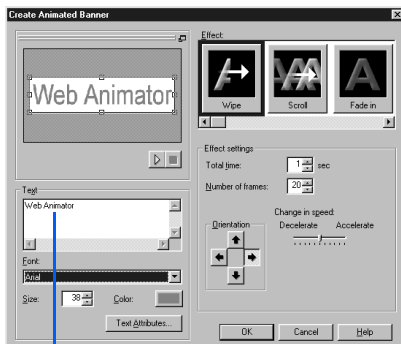 Create Animated Banner
Web Animator
Effect:
Wipe
Scroll
Fade in
Text
Web Animator
Font:
Arial
Size: 38 Color:
Text Attributes...
Effect settings
Total time: 1 sec
Number of frames: 20
Orientation
Change in speed:
Decelerate Accelerate
OK Cancel Help